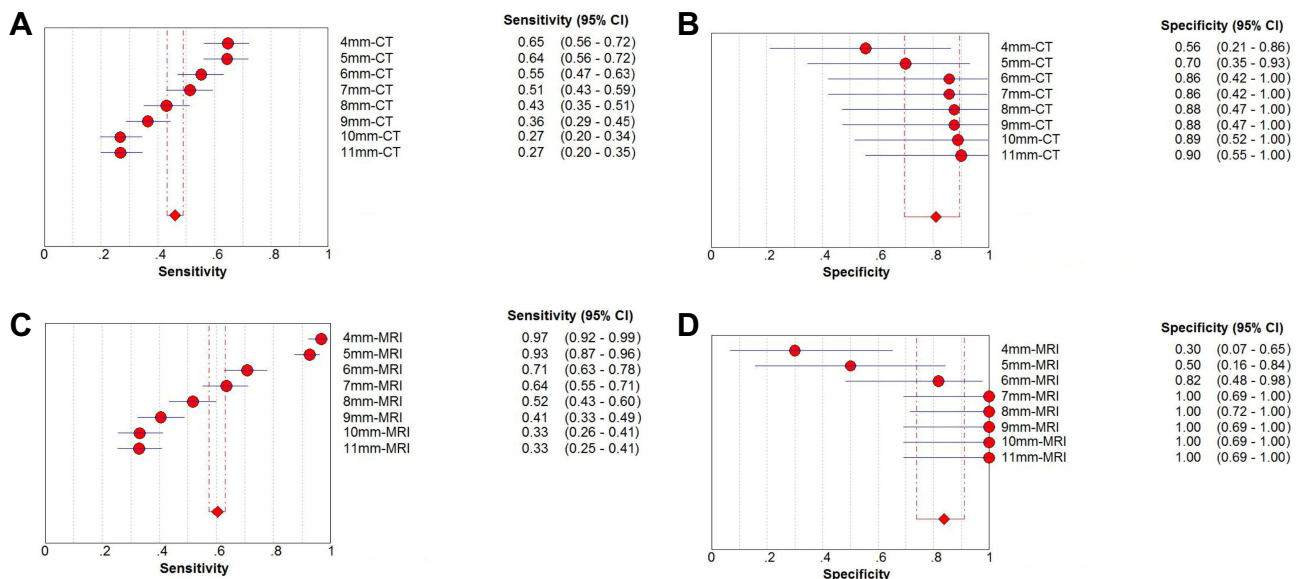 A
Sensitivity (95% CI)
4mm-CT 0.65 (0.56 - 0.72)
5mm-CT 0.64 (0.56 - 0.72)
6mm-CT 0.55 (0.47 - 0.63)
7mm-CT 0.51 (0.43 - 0.59)
8mm-CT 0.43 (0.35 - 0.51)
9mm-CT 0.36 (0.29 - 0.45)
10mm-CT 0.27 (0.20 - 0.34)
11mm-CT 0.27 (0.20 - 0.35)
0 .2 .4 .6 .8 1
Sensitivity
B
Specificity (95% CI)
4mm-CT 0.56 (0.21 - 0.86)
5mm-CT 0.70 (0.35 - 0.93)
6mm-CT 0.86 (0.42 - 1.00)
7mm-CT 0.86 (0.42 - 1.00)
8mm-CT 0.88 (0.47 - 1.00)
9mm-CT 0.88 (0.47 - 1.00)
10mm-CT 0.89 (0.52 - 1.00)
11mm-CT 0.90 (0.55 - 1.00)
0 .2 .4 .6 .8 1
Specificity
C
Sensitivity (95% CI)
4mm-MRI 0.97 (0.92 - 0.99)
5mm-MRI 0.93 (0.87 - 0.96)
6mm-MRI 0.71 (0.63 - 0.78)
7mm-MRI 0.64 (0.55 - 0.71)
8mm-MRI 0.52 (0.43 - 0.60)
9mm-MRI 0.41 (0.33 - 0.49)
10mm-MRI 0.33 (0.26 - 0.41)
11mm-MRI 0.33 (0.25 - 0.41)
0 .2 .4 .6 .8 1
Sensitivity
D
Specificity (95% CI)
4mm-MRI 0.30 (0.07 - 0.65)
5mm-MRI 0.50 (0.16 - 0.84)
6mm-MRI 0.82 (0.48 - 0.98)
7mm-MRI 1.00 (0.69 - 1.00)
8mm-MRI 1.00 (0.72 - 1.00)
9mm-MRI 1.00 (0.69 - 1.00)
10mm-MRI 1.00 (0.69 - 1.00)
11mm-MRI 1.00 (0.69 - 1.00)
0 .2 .4 .6 .8 1
Specificity